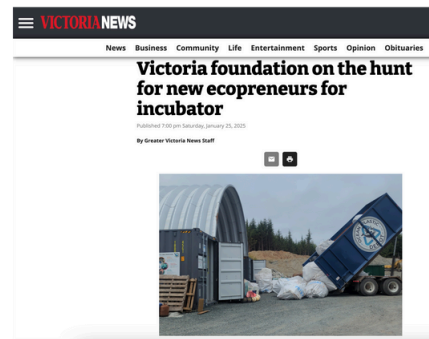 VICTORIA NEWS
News Business Community Life Entertainment Sports Opinion Obituaries
Victoria foundation on the hunt
for new ecopreneurs for
incubator
Published 7:00 pm Saturday, January 25, 2025
By Greater Victoria News Staff